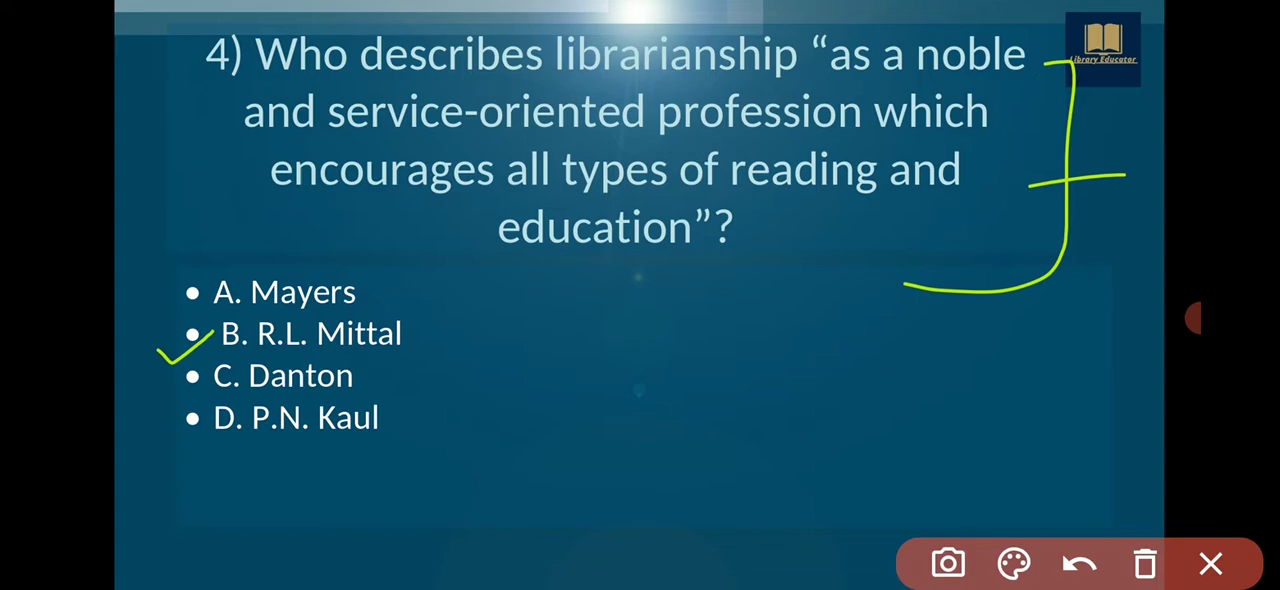 4) Who describes librarianship “as a noble
and service-oriented profession which
encourages all types of reading and
education”?
Library Educator
• A. Mayers
• B. R.L. Mittal
• C. Danton
• D. P.N. Kaul